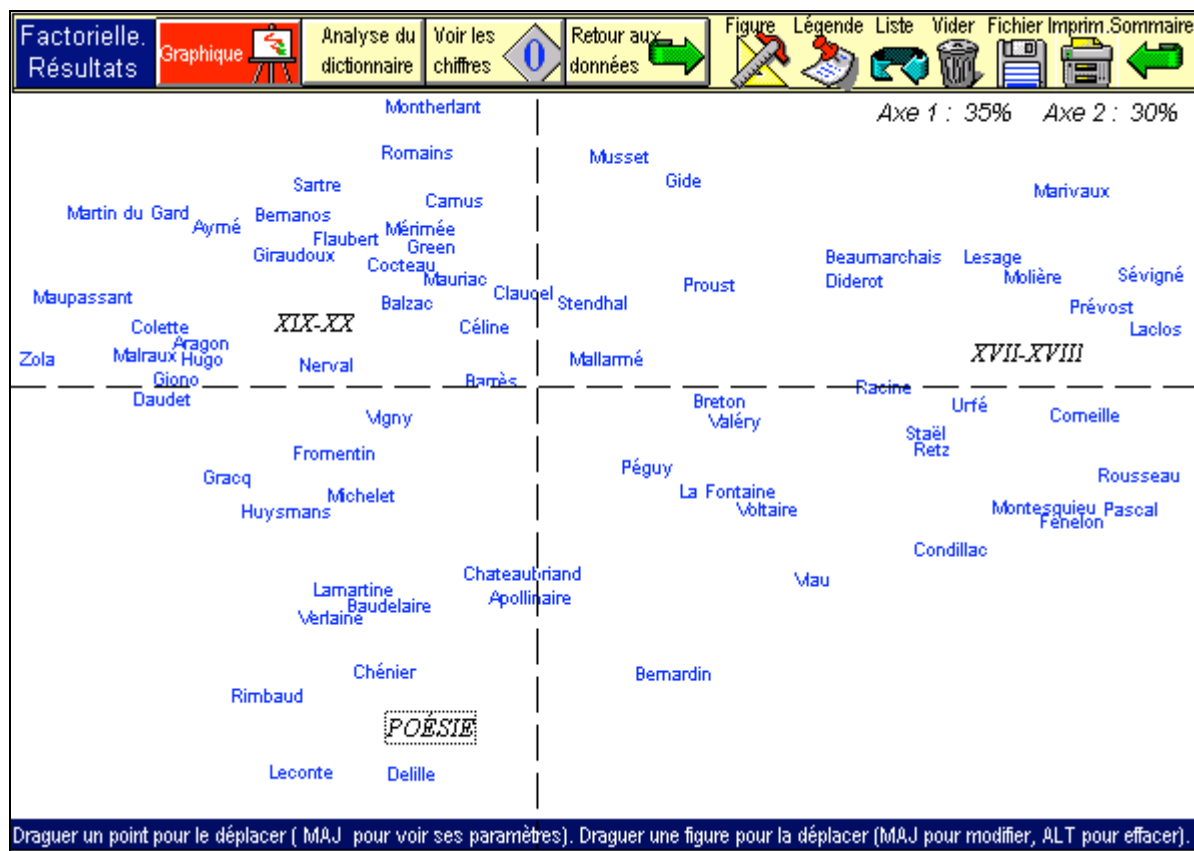 Factorielle.
Résultats
Graphique
Analyse du
dictionnaire
Voir les
chiffres
0
Retour aux
données
Figure Légende Liste Vider Fichier Imprim. Sommaire
Axe 1 : 35% Axe 2 : 30%
Montherlant
Romains Musset
Sartre Gide
Marivaux
Martin du Gard Bernanos Camus
Aymé Flaubert Mérimée
Green
Giraudoux Cocteau Beaumarchais Lesage
Mauriac Diderot Molière Sévigné
Maupassant Balzac Claudel Stendhal Proust
Prévost
Colette XIX-XX Céline Laclos
Aragon
Zola Malraux Hugo Nerval Mallarmé XVII-XVIII
Giono Barrès Racine
Daudet Breton Urfé
Vigny Valéry Corneille
Staël
Fromentin Retz
Gracq Péguy Rousseau
Michelet La Fontaine
Huysmans Voltaire Montesquieu Pascal
Fénelon
Condillac
Chateaubriand Viau
Lamartine Apollinaire
Baudelaire
Verlaine
Chénier Bernardin
Rimbaud
POÉSIE
Leconte Delille
Draguer un point pour le déplacer ( MAJ pour voir ses paramètres). Draguer une figure pour la déplacer (MAJ pour modifier, ALT pour effacer).